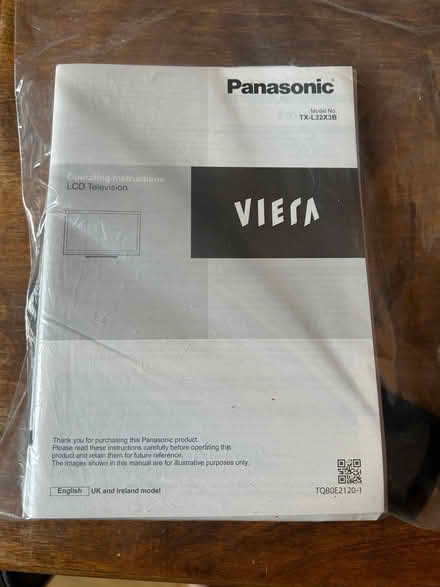 Panasonic
Model No.
TX-L32X3B
Operating Instructions
LCD Television
VIERA
Thank you for purchasing this Panasonic product.
Please read these instructions carefully before operating this
product and retain them for future reference.
The images shown in this manual are for illustrative purposes only.
English UK and Ireland model
TQB0E2120-1